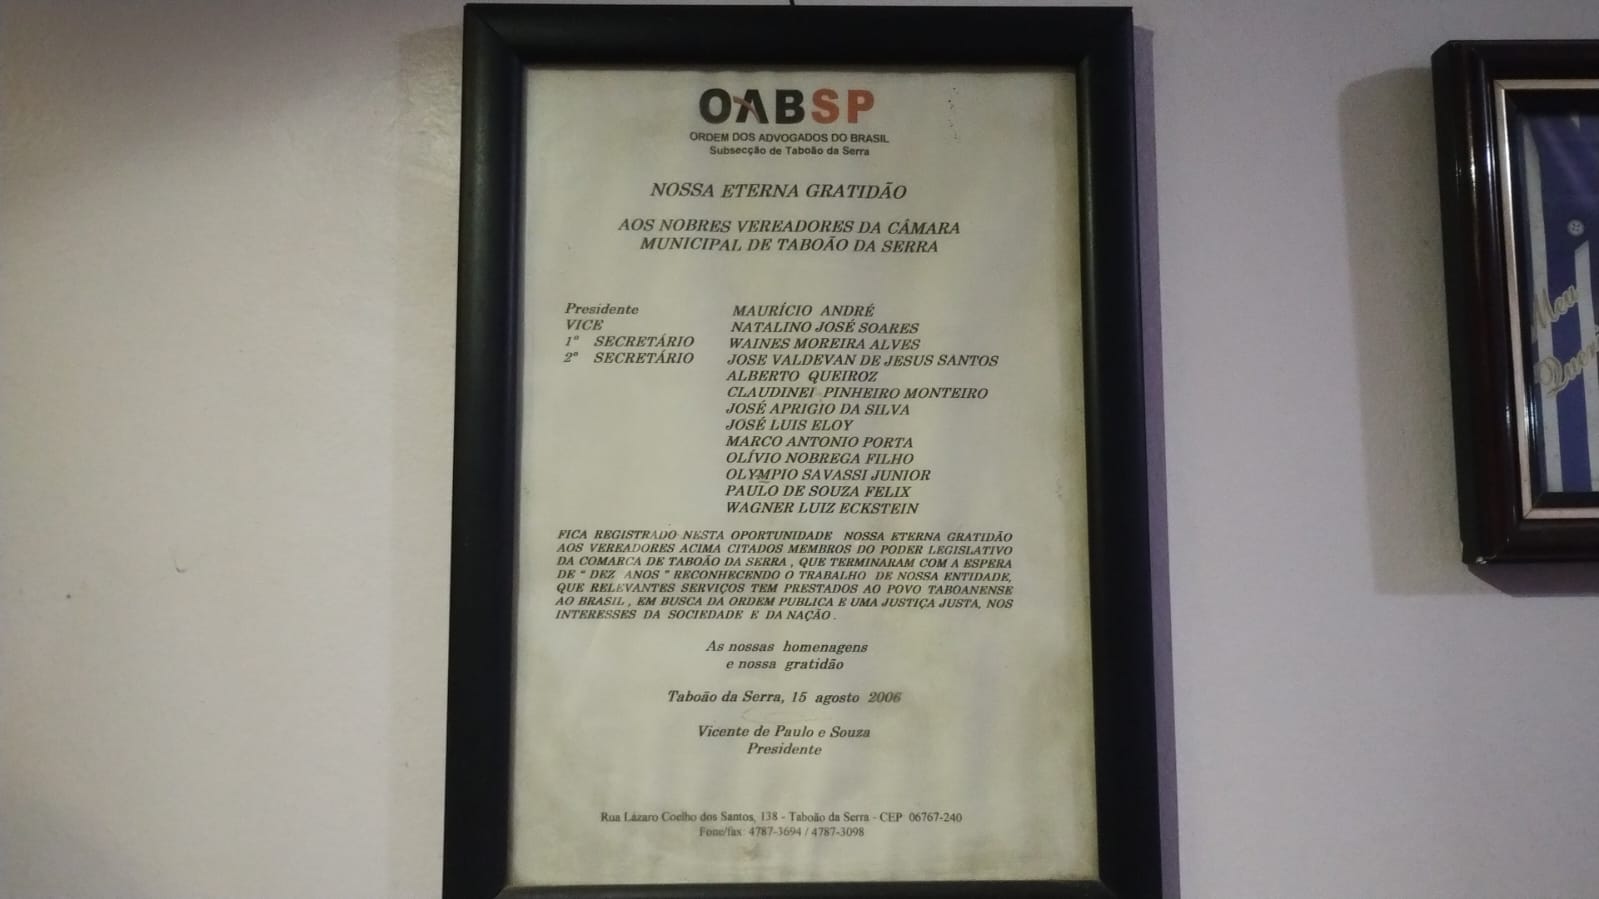 OABSP
ORDEM DOS ADVOGADOS DO BRASIL
Subsecção de Taboão da Serra
NOSSA ETERNA GRATIDÃO
AOS NOBRES VEREADORES DA CÂMARA
MUNICIPAL DE TABOÃO DA SERRA
Presidente MAURÍCIO ANDRÉ
VICE NATALINO JOSÉ SOARES
1º SECRETÁRIO WAINES MOREIRA ALVES
2º SECRETÁRIO JOSE VALDEVAN DE JESUS SANTOS
ALBERTO QUEIROZ
CLAUDINEI PINHEIRO MONTEIRO
JOSÉ APRIGIO DA SILVA
JOSÉ LUIS ELOY
MARCO ANTONIO PORTA
OLÍVIO NOBREGA FILHO
OLYMPIO SAVASSI JUNIOR
PAULO DE SOUZA FELIX
WAGNER LUIZ ECKSTEIN
FICA REGISTRADO NESTA OPORTUNIDADE NOSSA ETERNA GRATIDÃO
AOS VEREADORES ACIMA CITADOS MEMBROS DO PODER LEGISLATIVO
DA COMARCA DE TABOÃO DA SERRA , QUE TERMINARAM COM A ESPERA
DE " DEZ ANOS " RECONHECENDO O TRABALHO DE NOSSA ENTIDADE,
QUE RELEVANTES SERVIÇOS TEM PRESTADOS AO POVO TABOANENSE
AO BRASIL , EM BUSCA DA ORDEM PUBLICA E UMA JUSTIÇA JUSTA, NOS
INTERESSES DA SOCIEDADE E DA NAÇÃO .
As nossas homenagens
e nossa gratidão
Taboão da Serra, 15 agosto 2006
Vicente de Paulo e Souza
Presidente
Rua Lázaro Coelho dos Santos, 138 - Taboão da Serra - CEP 06767-240
Fone/fax: 4787-3694 / 4787-3098
Meu